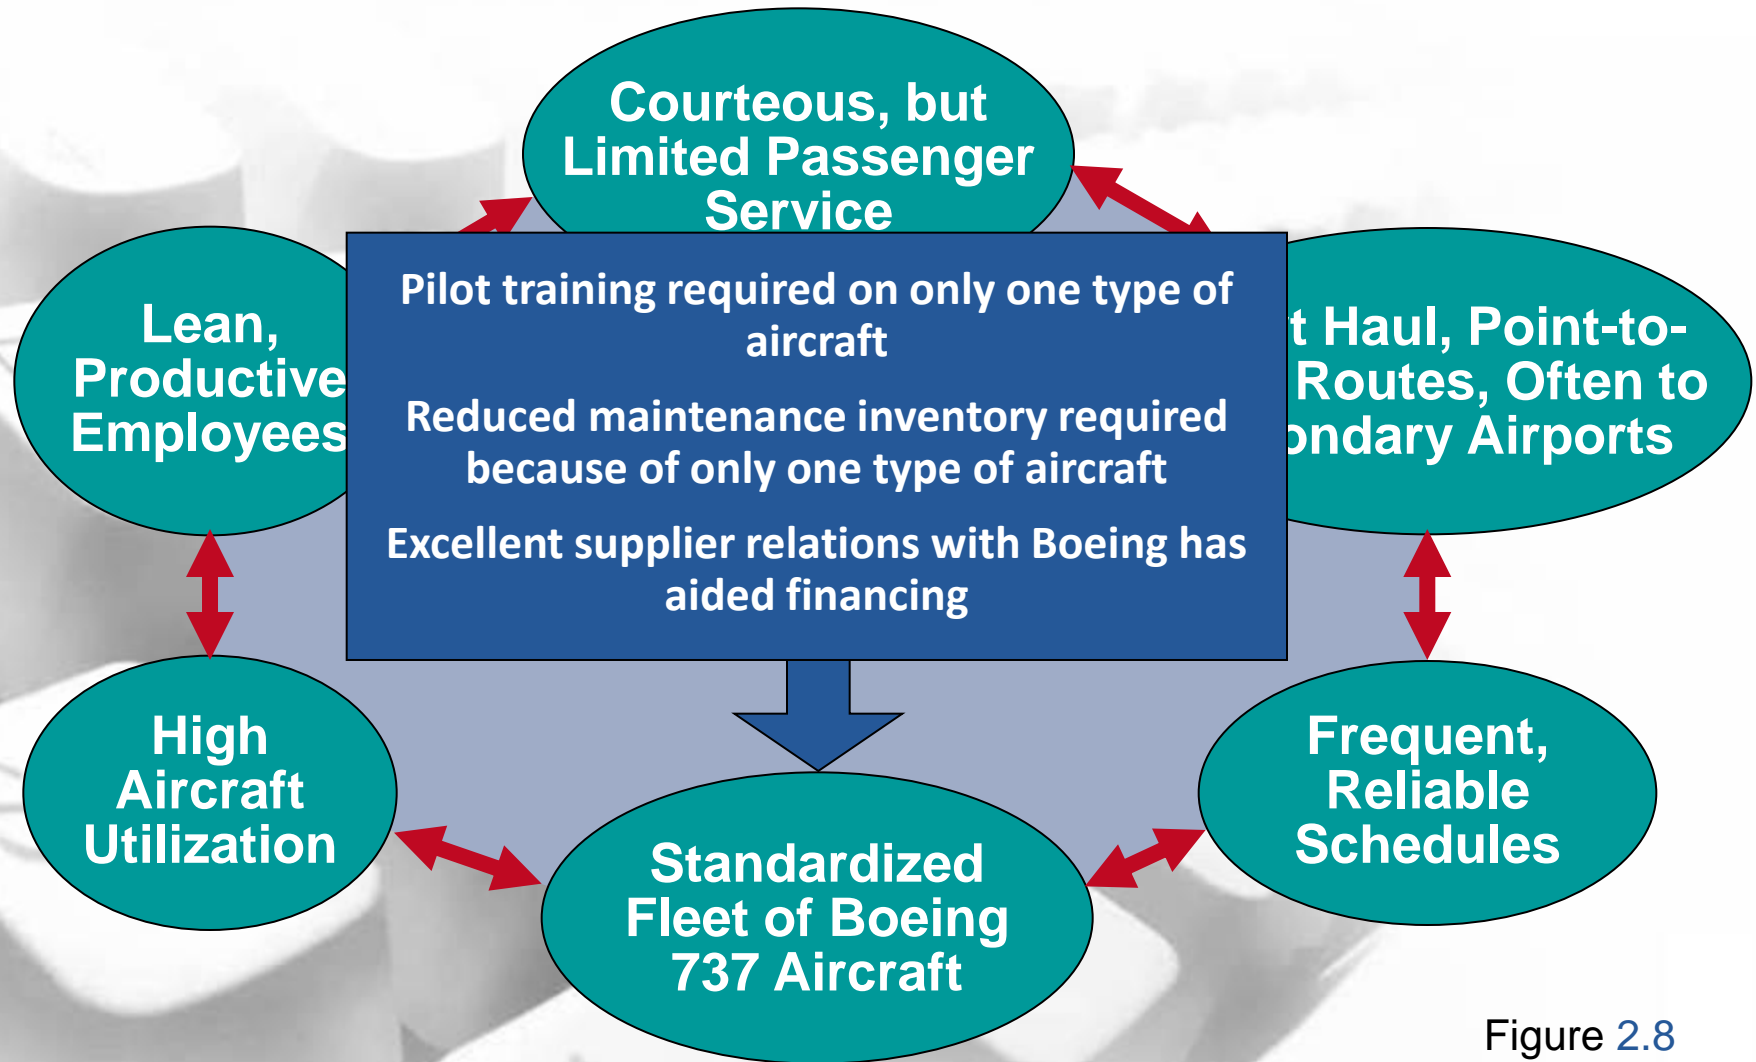 Courteous, but
Limited Passenger
Service
Lean,
Productive
Employees
Pilot training required on only one type of
aircraft
Reduced maintenance inventory required
because of only one type of aircraft
Excellent supplier relations with Boeing has
aided financing
Haul, Point-to-
Routes, Often to
Airports
High
Aircraft
Utilization
Standardized
Fleet of Boeing
737 Aircraft
Frequent,
Reliable
Schedules
Figure 2.8